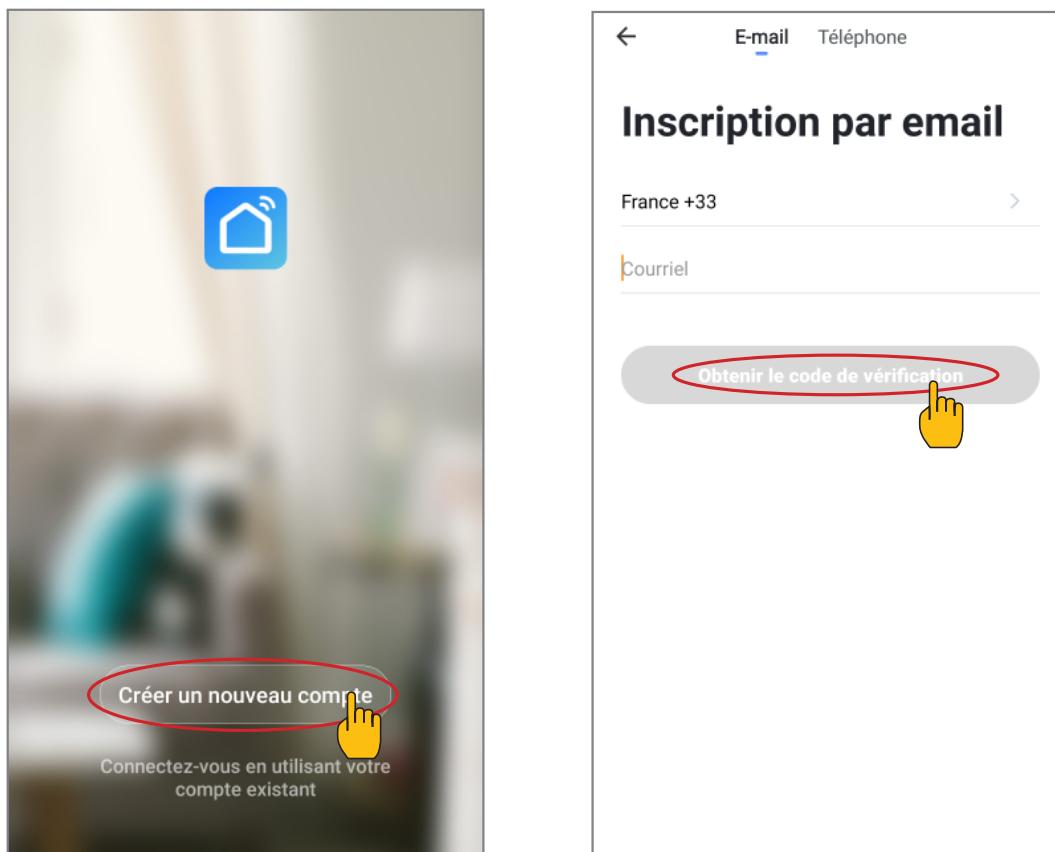 Créer un nouveau compte
Connectez-vous en utilisant votre
compte existant
E-mail Téléphone
Inscription par email
France +33
Courriel
Obtenir le code de vérification